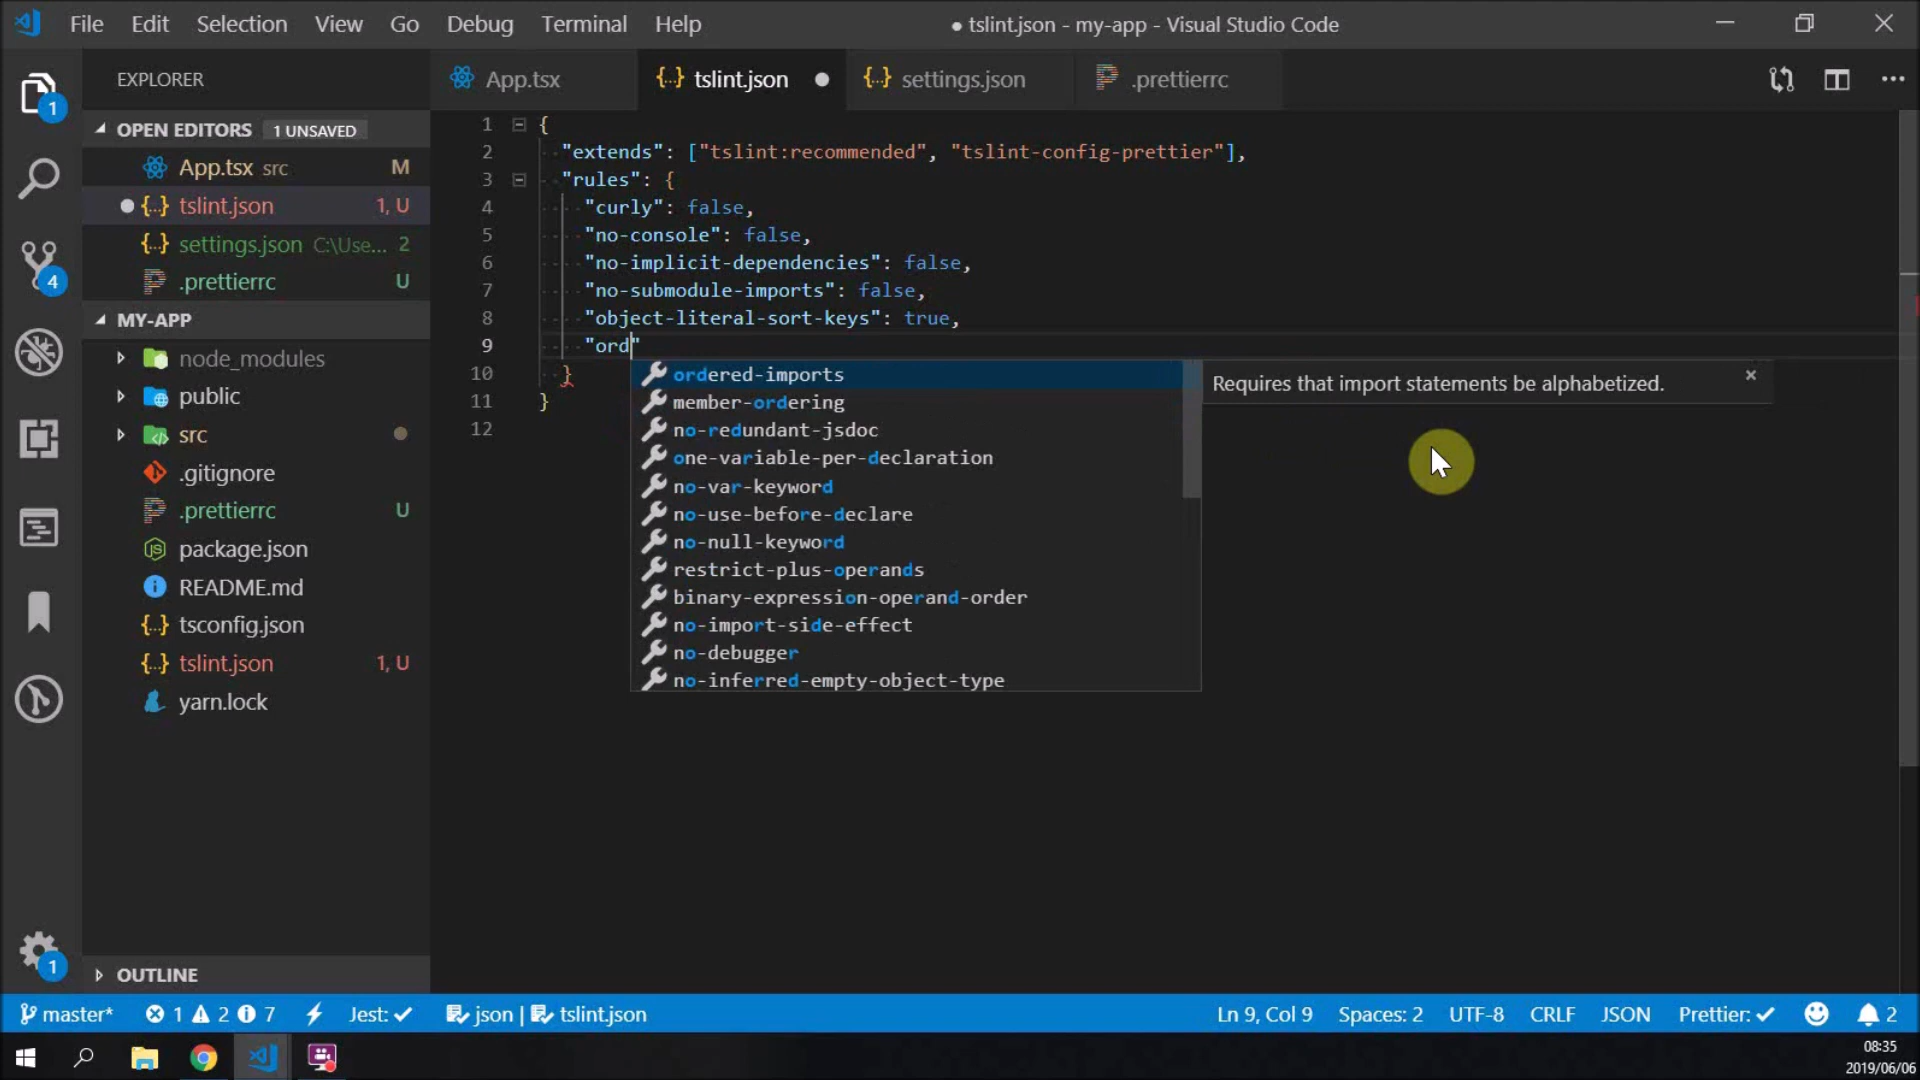 File Edit Selection View Go Debug Terminal Help
● tslint.json - my-app - Visual Studio Code
EXPLORER
App.tsx
tslint.json
settings.json
.prettierrc
OPEN EDITORS 1 UNSAVED
App.tsx src M
tslint.json 1, U
settings.json C:\Use... 2
.prettierrc U
MY-APP
node_modules
public
src
.gitignore
.prettierrc U
package.json
README.md
tsconfig.json
tslint.json 1, U
yarn.lock
OUTLINE
1
4
1
1 {
2 "extends": ["tslint:recommended", "tslint-config-prettier"],
3 "rules": {
4 "curly": false,
5 "no-console": false,
6 "no-implicit-dependencies": false,
7 "no-submodule-imports": false,
8 "object-literal-sort-keys": true,
9 "ord"
10 }
11 }
12
ordered-imports
member-ordering
no-redundant-jsdoc
one-variable-per-declaration
no-var-keyword
no-use-before-declare
no-null-keyword
restrict-plus-operands
binary-expression-operand-order
no-import-side-effect
no-debugger
no-inferred-empty-object-type
Requires that import statements be alphabetized.
master* 1 2 7 Jest: json | tslint.json
Ln 9, Col 9 Spaces: 2 UTF-8 CRLF JSON Prettier: 2
08:35
2019/06/06